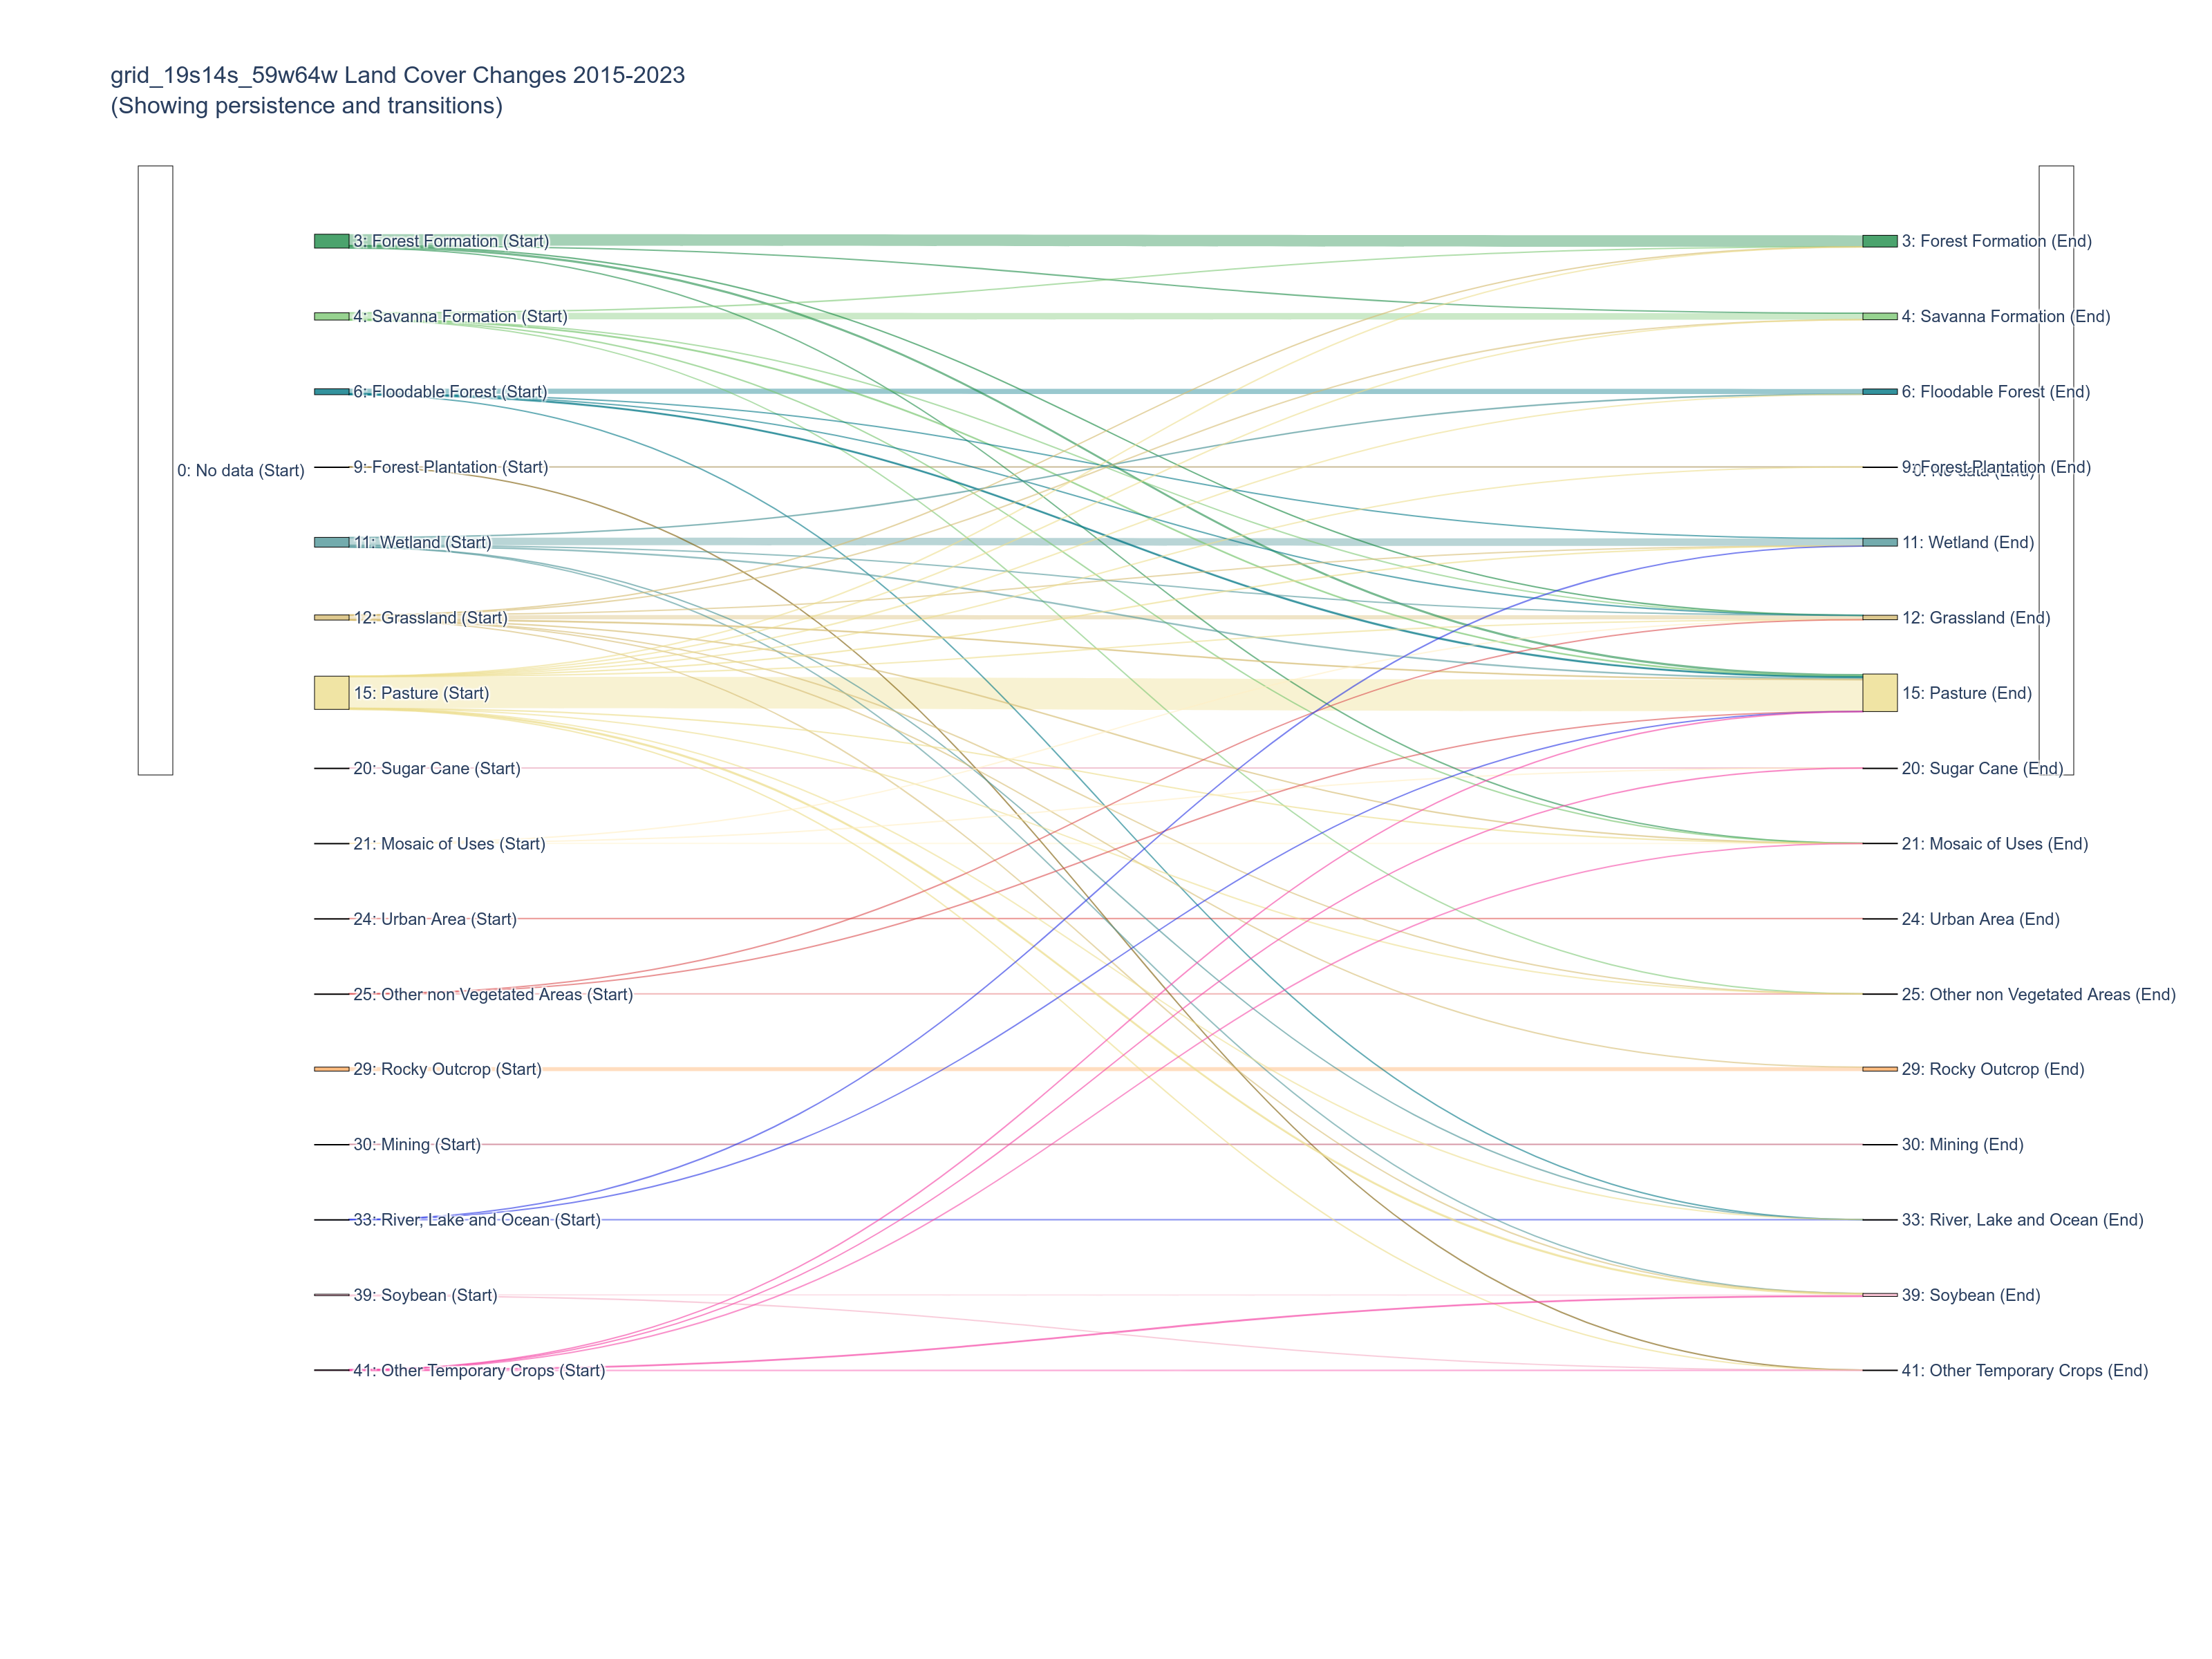 grid_19s14s_59w64w Land Cover Changes 2015-2023
(Showing persistence and transitions)
0: No data (Start)
3: Forest Formation (Start)
4: Savanna Formation (Start)
6: Floodable Forest (Start)
9: Forest Plantation (Start)
11: Wetland (Start)
12: Grassland (Start)
15: Pasture (Start)
20: Sugar Cane (Start)
21: Mosaic of Uses (Start)
24: Urban Area (Start)
25: Other non Vegetated Areas (Start)
29: Rocky Outcrop (Start)
30: Mining (Start)
33: River, Lake and Ocean (Start)
39: Soybean (Start)
41: Other Temporary Crops (Start)
3: Forest Formation (End)
4: Savanna Formation (End)
6: Floodable Forest (End)
0: No data (End)
9: Forest Plantation (End)
11: Wetland (End)
12: Grassland (End)
15: Pasture (End)
20: Sugar Cane (End)
21: Mosaic of Uses (End)
24: Urban Area (End)
25: Other non Vegetated Areas (End)
29: Rocky Outcrop (End)
30: Mining (End)
33: River, Lake and Ocean (End)
39: Soybean (End)
41: Other Temporary Crops (End)